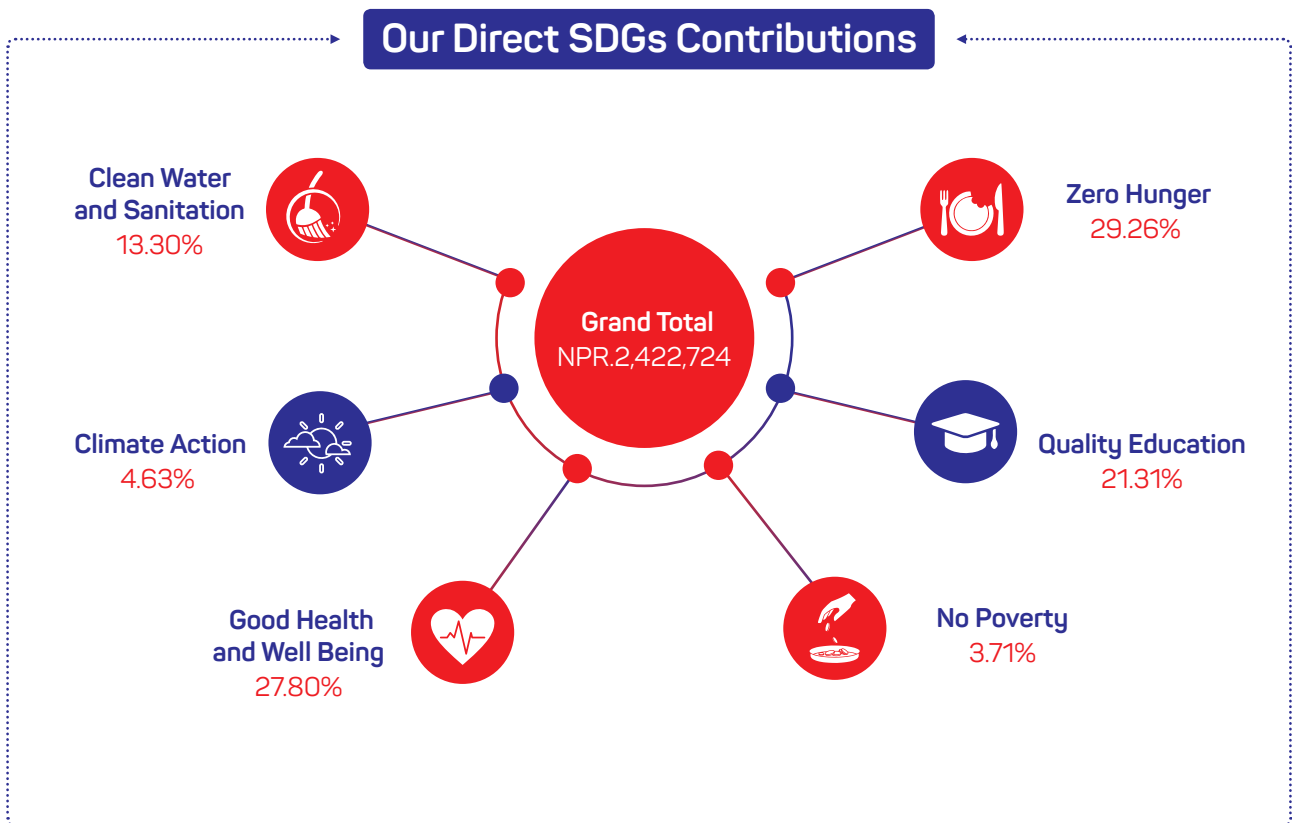 Our Direct SDGs Contributions
Clean Water
and Sanitation
13.30%
Zero Hunger
29.26%
Grand Total
NPR.2,422,724
Climate Action
4.63%
Quality Education
21.31%
Good Health
and Well Being
27.80%
No Poverty
3.71%